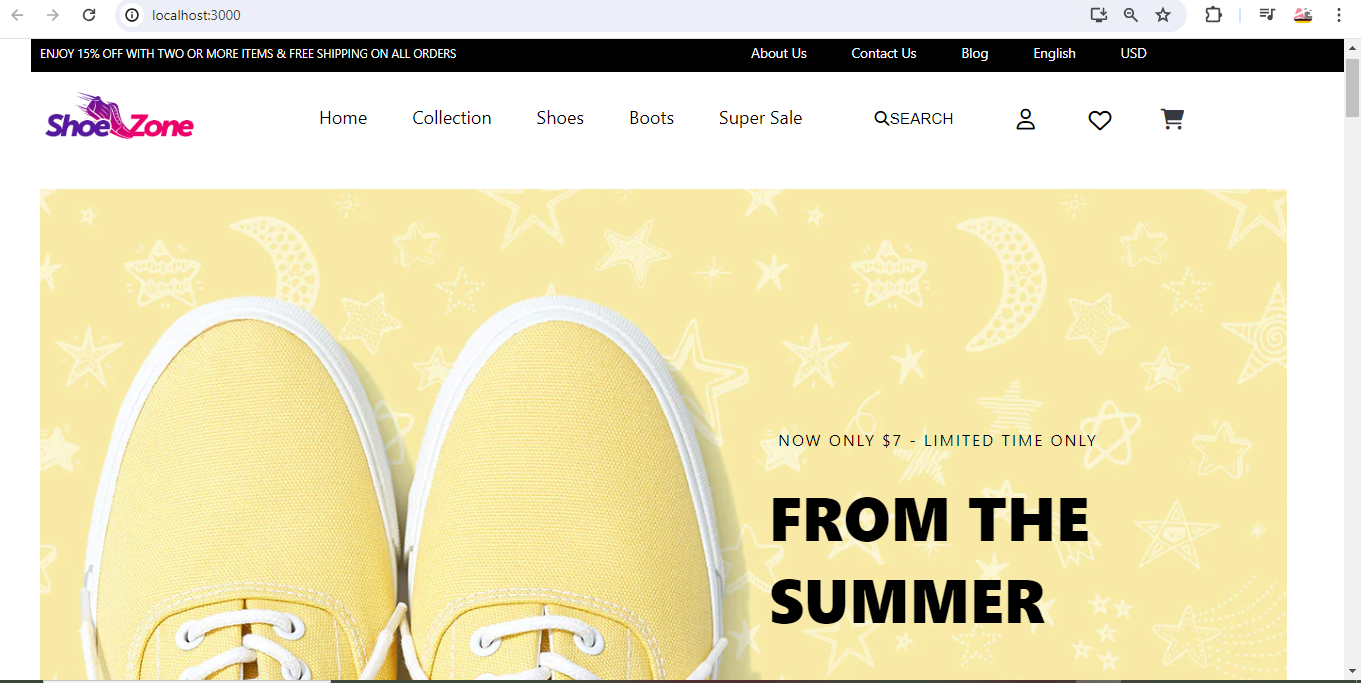 localhost:3000
ENJOY 15% OFF WITH TWO OR MORE ITEMS & FREE SHIPPING ON ALL ORDERS
About Us
Contact Us
Blog
English
USD
ShoeZone
Home
Collection
Shoes
Boots
Super Sale
SEARCH
NOW ONLY $7 - LIMITED TIME ONLY
FROM THE
SUMMER